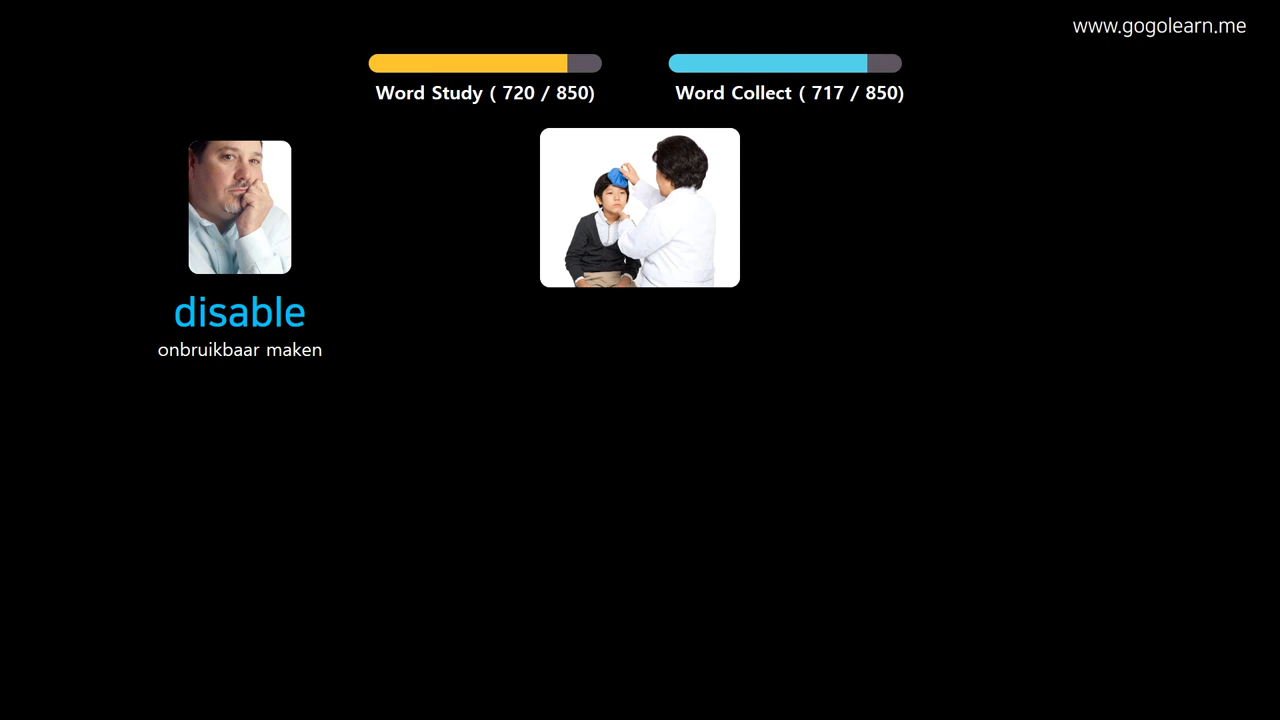 www.gogolearn.me
Word Study ( 720 / 850)
Word Collect ( 717 / 850)
disable
onbruikbaar maken